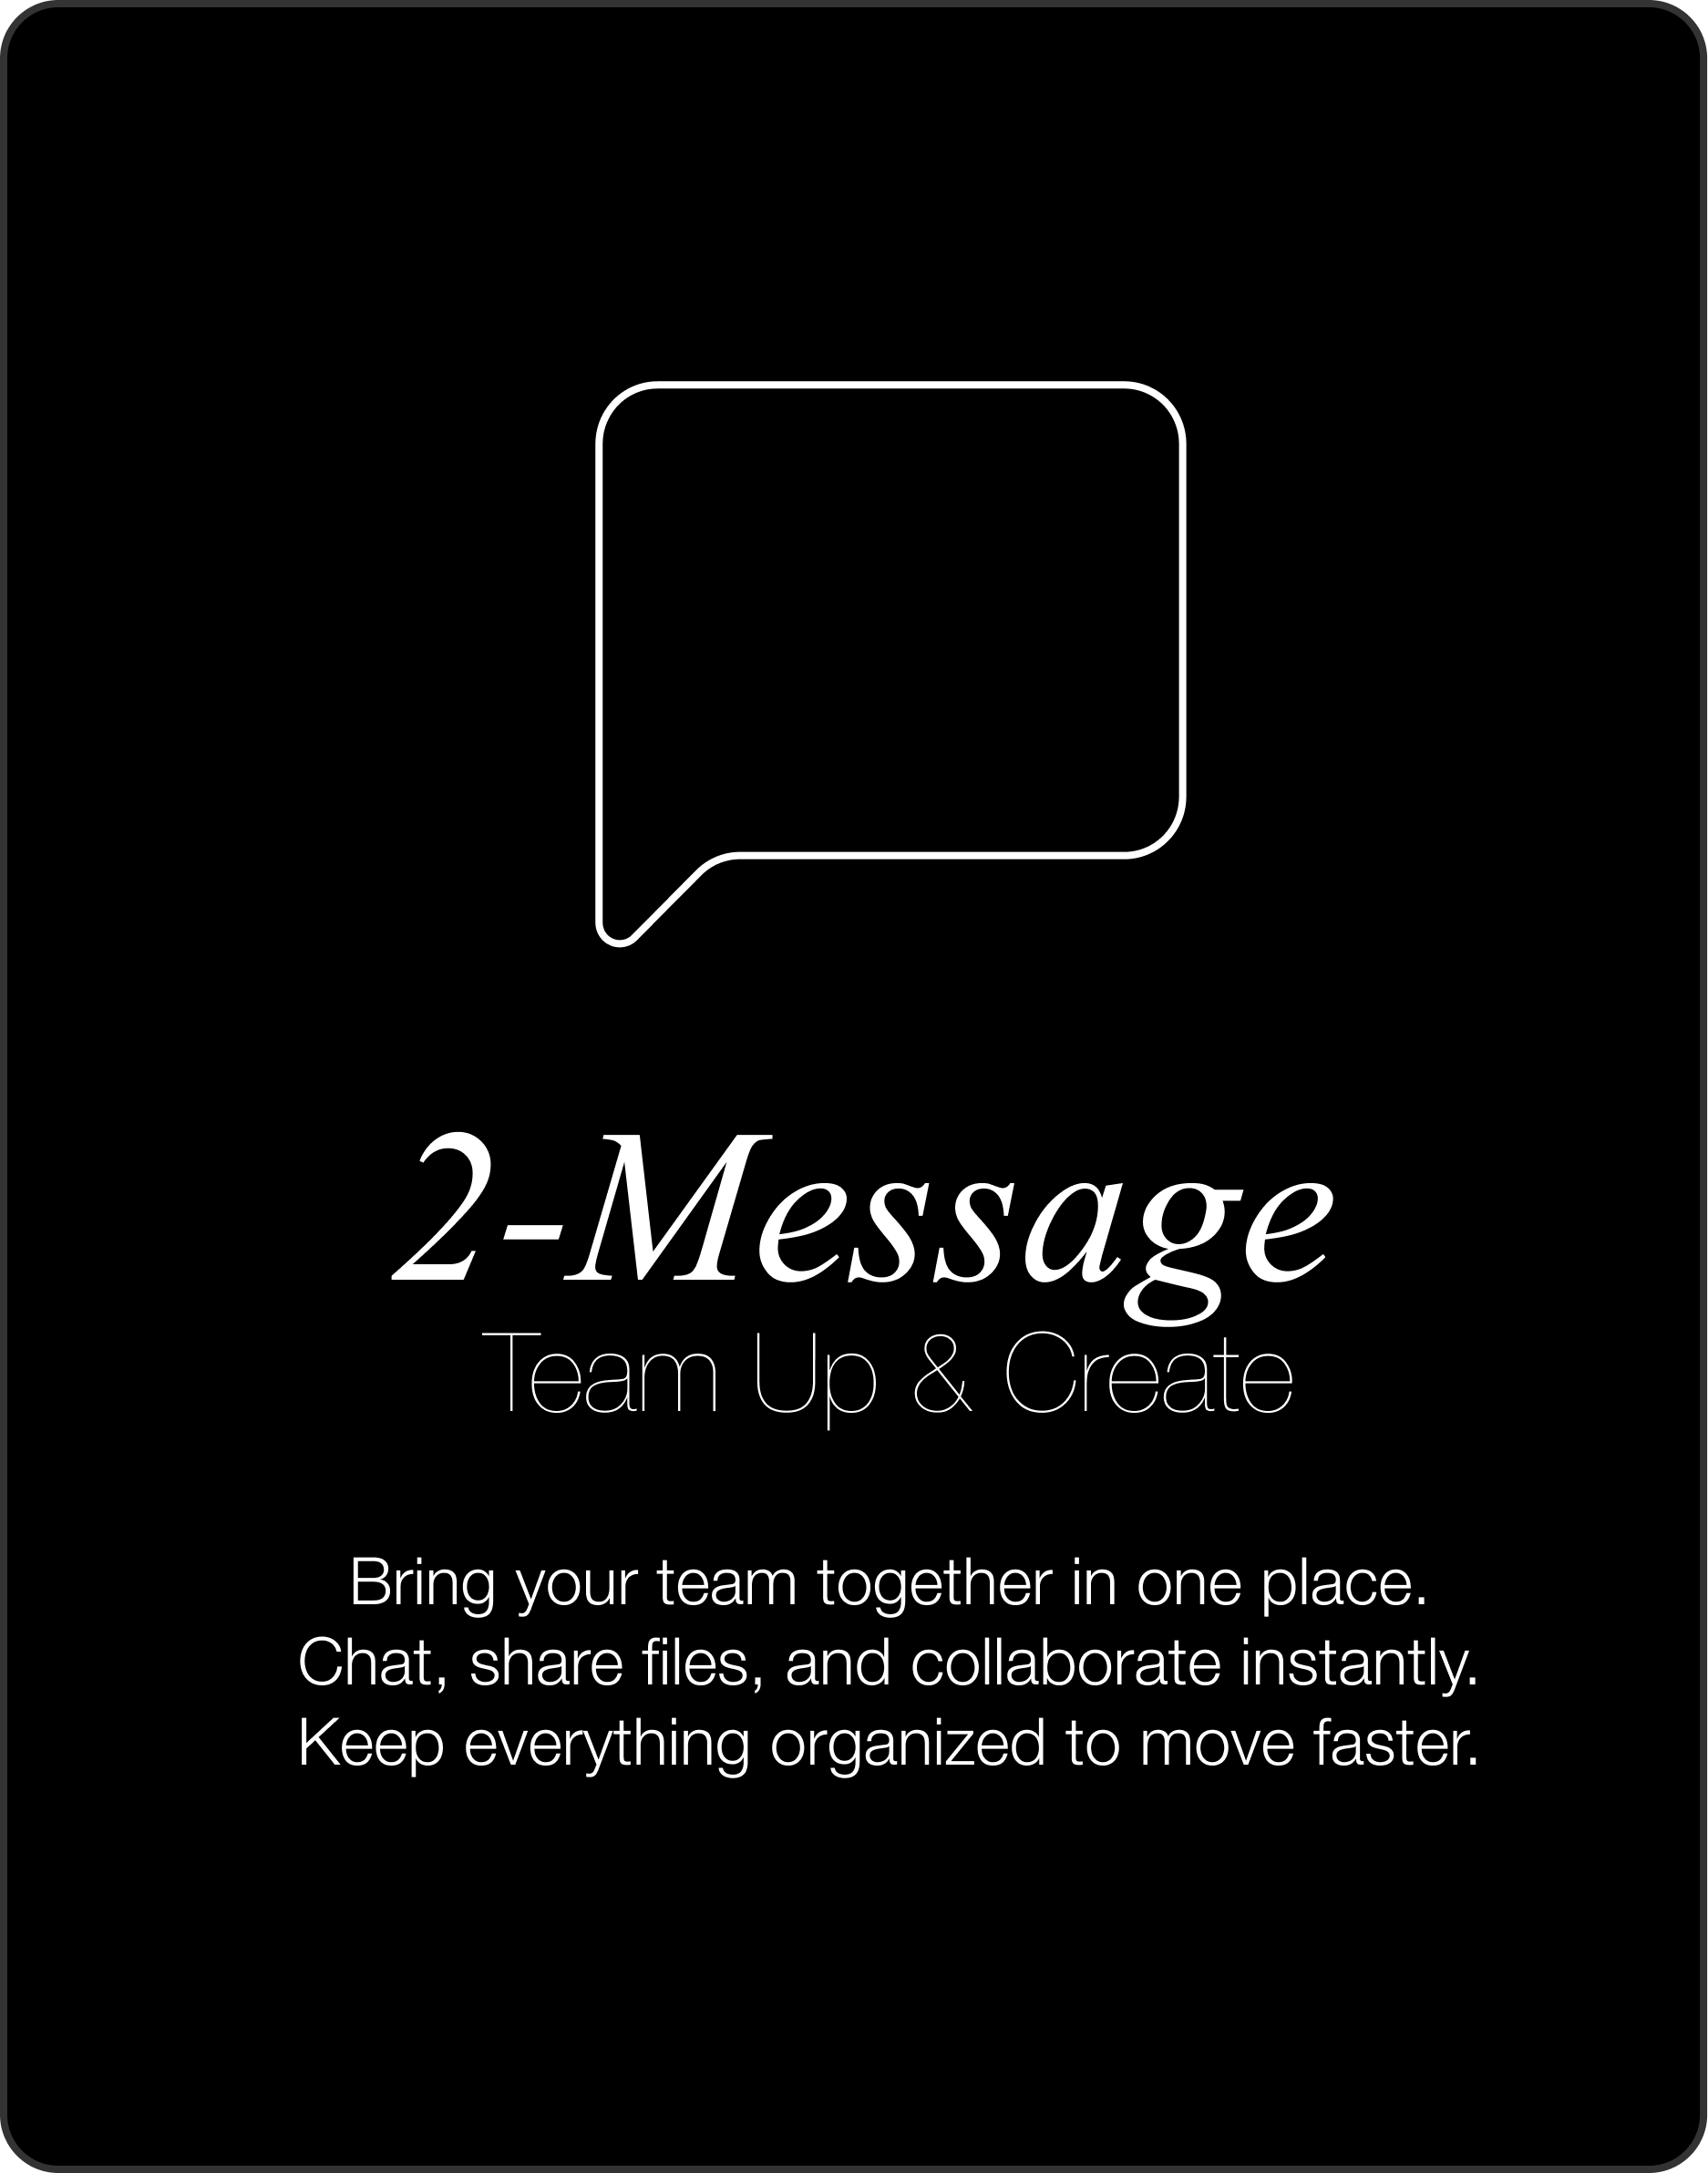 2-Message
Team Up & Create
Bring your team together in one place.
Chat, share files, and collaborate instantly.
Keep everything organized to move faster.